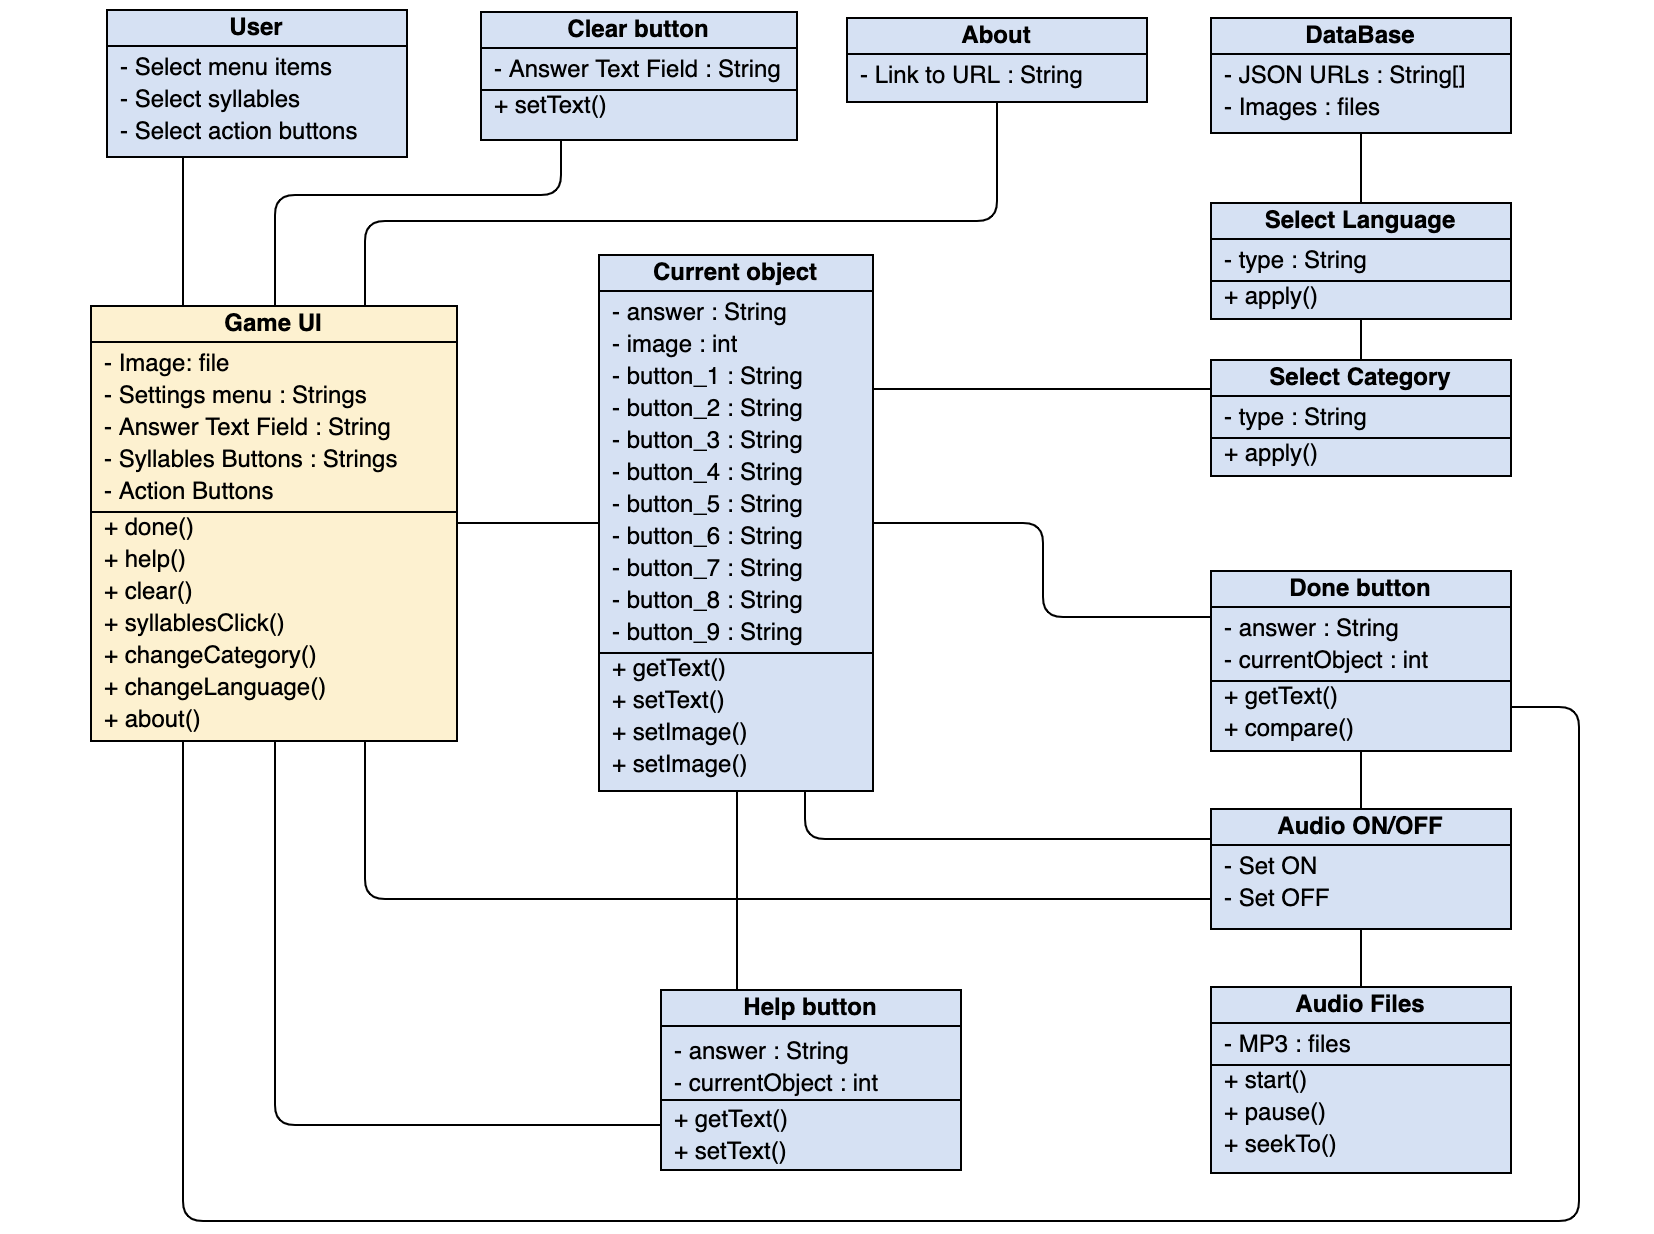 User
- Select menu items
- Select syllables
- Select action buttons
Clear button
- Answer Text Field : String
+ setText()
About
- Link to URL : String
DataBase
- JSON URLs : String[]
- Images : files
Select Language
- type : String
+ apply()
Select Category
- type : String
+ apply()
Game UI
- Image: file
- Settings menu : Strings
- Answer Text Field : String
- Syllables Buttons : Strings
- Action Buttons
+ done()
+ help()
+ clear()
+ syllablesClick()
+ changeCategory()
+ changeLanguage()
+ about()
Current object
- answer : String
- image : int
- button_1 : String
- button_2 : String
- button_3 : String
- button_4 : String
- button_5 : String
- button_6 : String
- button_7 : String
- button_8 : String
- button_9 : String
+ getText()
+ setText()
+ setImage()
+ setImage()
Done button
- answer : String
- currentObject : int
+ getText()
+ compare()
Audio ON/OFF
- Set ON
- Set OFF
Help button
- answer : String
- currentObject : int
+ getText()
+ setText()
Audio Files
- MP3 : files
+ start()
+ pause()
+ seekTo()